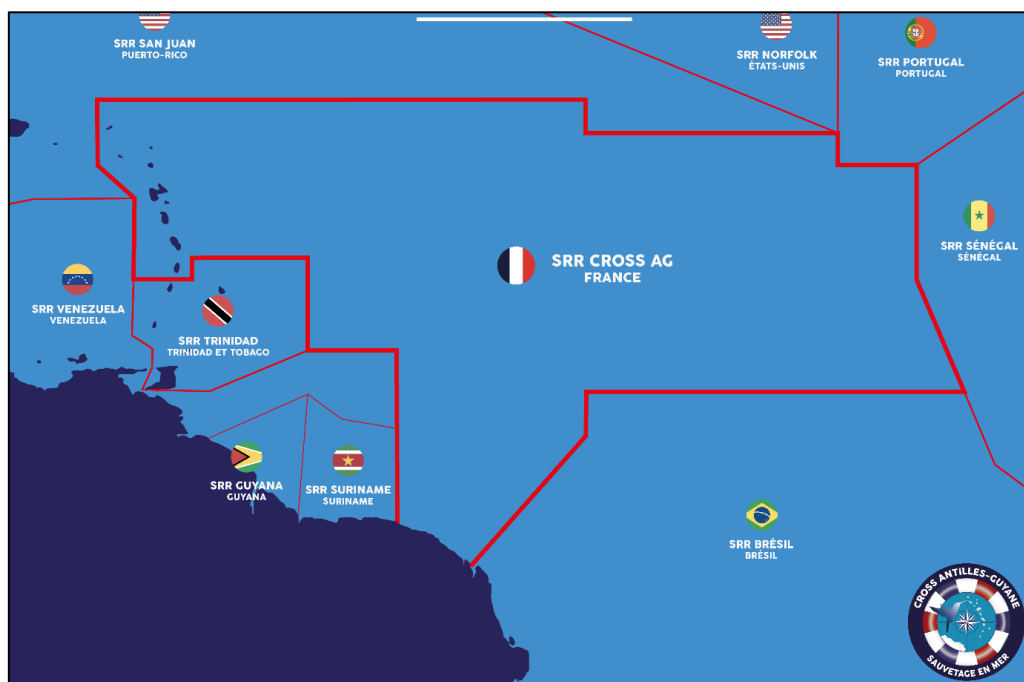 SRR SAN JUAN
PUERTO-RICO
SRR NORFOLK
ÉTATS-UNIS
SRR PORTUGAL
PORTUGAL
SRR SÉNÉGAL
SÉNÉGAL
SRR CROSS AG
FRANCE
SRR VENEZUELA
VENEZUELA
SRR TRINIDAD
TRINIDAD ET TOBAGO
SRR GUYANA
GUYANA
SRR SURINAME
SURINAME
SRR BRÉSIL
BRÉSIL
CROSS ANTILLES-GUYANE
SAUVETAGE EN MER